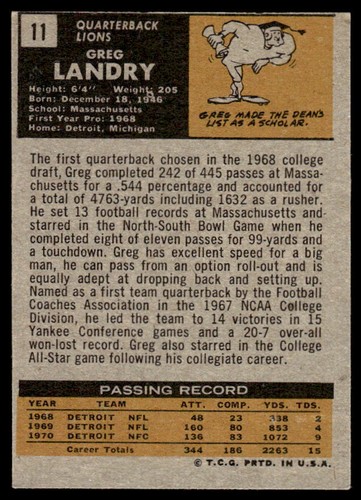 11
QUARTERBACK
LIONS
GREG
LANDRY
Height: 6'4" Weight: 205
Born: December 18, 1946
School: Massachusetts
First Year Pro: 1968
Home: Detroit, Michigan
GREG MADE THE DEAN'S
LIST AS A SCHOLAR.
The first quarterback chosen in the 1968 college
draft, Greg completed 242 of 445 passes at Massa-
chusetts for a .544 percentage and accounted for
a total of 4763-yards including 1632 as a rusher.
He set 13 football records at Massachusetts and
starred in the North-South Bowl Game when he
completed eight of eleven passes for 99-yards and
a touchdown. Greg has excellent speed for a big
man, he can pass from an option roll-out and is
equally adept at dropping back and setting up.
Named as a first team quarterback by the Football
Coaches Association in the 1967 NCAA College
Division, he led the team to 14 victories in 15
Yankee Conference games and a 20-7 over-all
won-lost record. Greg also starred in the College
All-Star game following his collegiate career.
PASSING RECORD
YEAR TEAM ATT. COMP. YDS. TDS.
1968 DETROIT NFL 48 23 338 2
1969 DETROIT NFL 160 80 853 4
1970 DETROIT NFC 136 83 1072 9
Career Totals 344 186 2263 15
© T.C.G. PRTD. IN U.S.A.